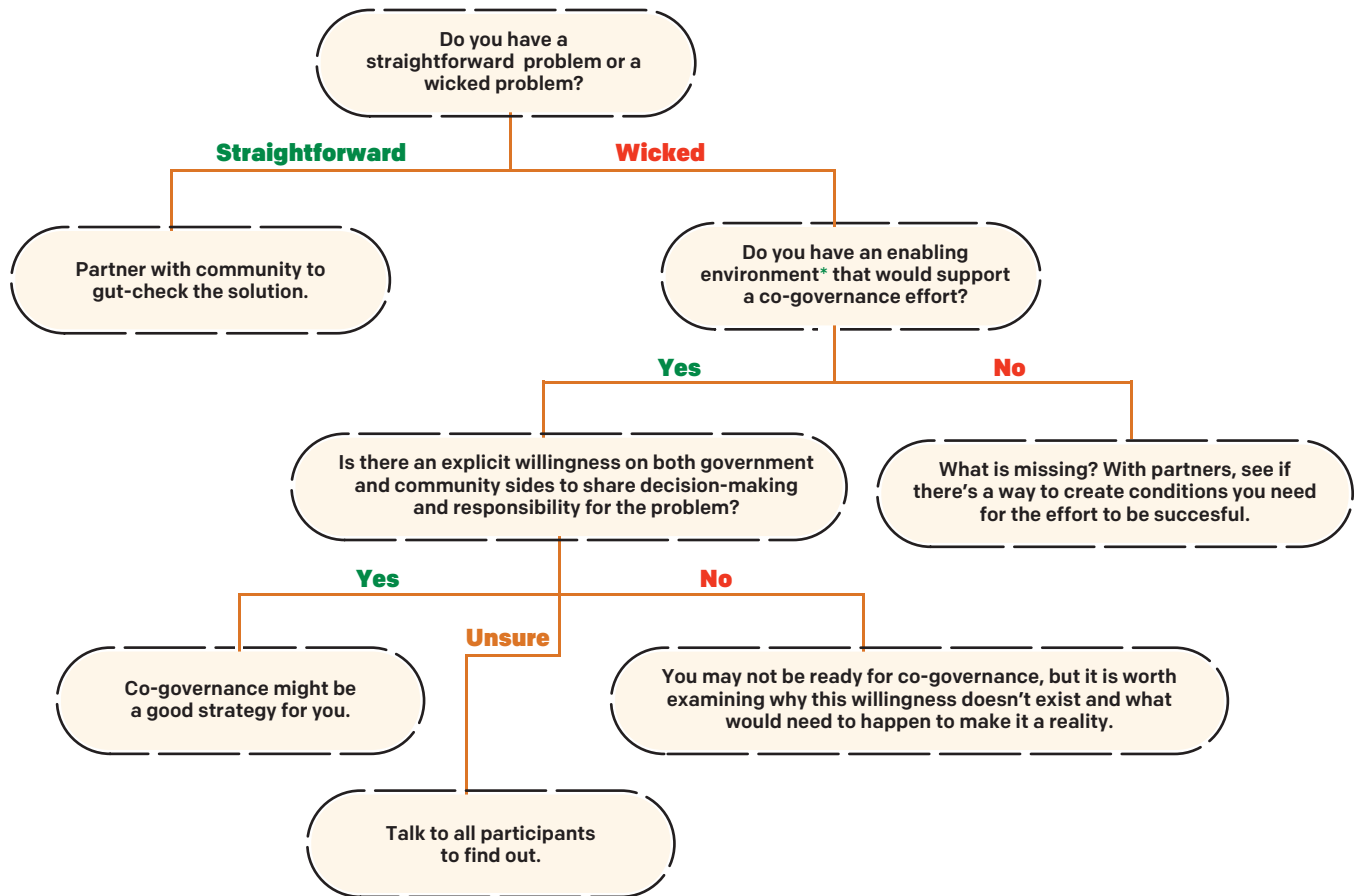 Do you have a
straightforward problem or a
wicked problem?
Straightforward
Wicked
Partner with community to
gut-check the solution.
Do you have an enabling
environment* that would support
a co-governance effort?
Yes
No
Is there an explicit willingness on both government
and community sides to share decision-making
and responsibility for the problem?
What is missing? With partners, see if
there's a way to create conditions you need
for the effort to be succesful.
Yes
No
Unsure
Co-governance might be
a good strategy for you.
You may not be ready for co-governance, but it is worth
examining why this willingness doesn't exist and what
would need to happen to make it a reality.
Talk to all participants
to find out.